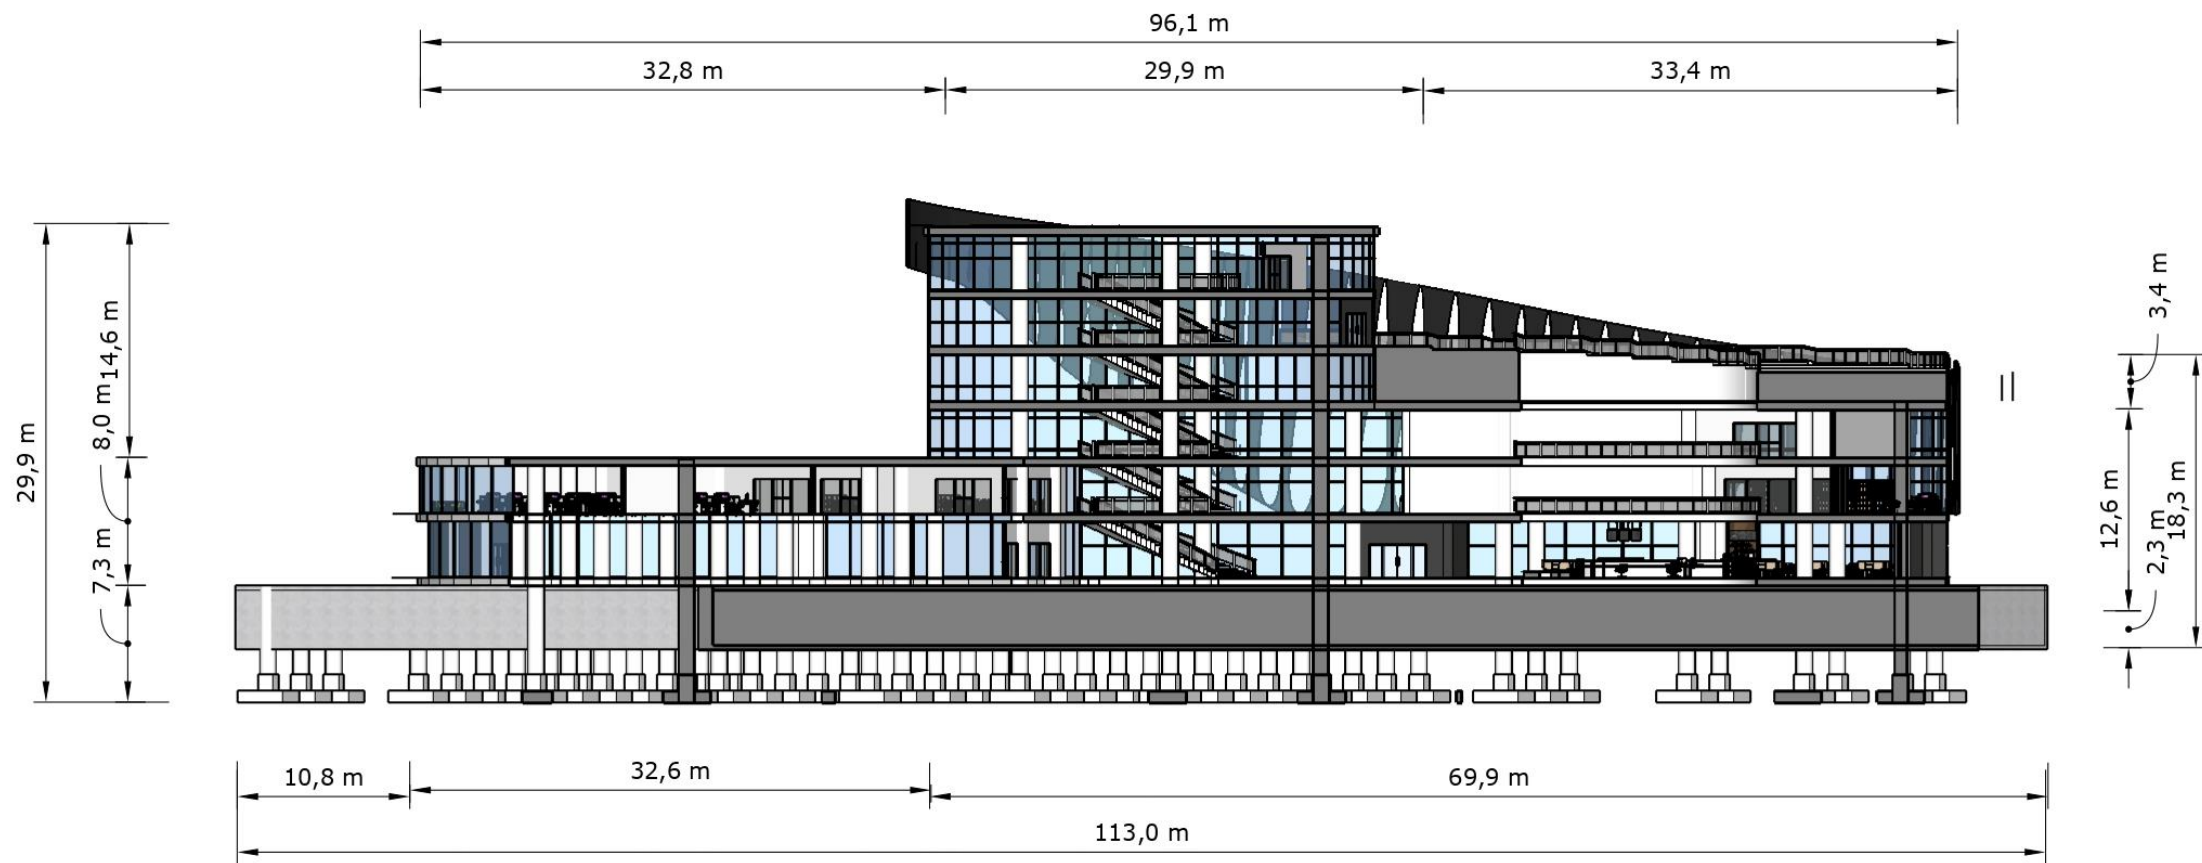 96,1 m
32,8 m
29,9 m
33,4 m
29,9 m
14,6 m
8,0 m
7,3 m
3,4 m
12,6 m
2,3 m
18,3 m
10,8 m
32,6 m
69,9 m
113,0 m